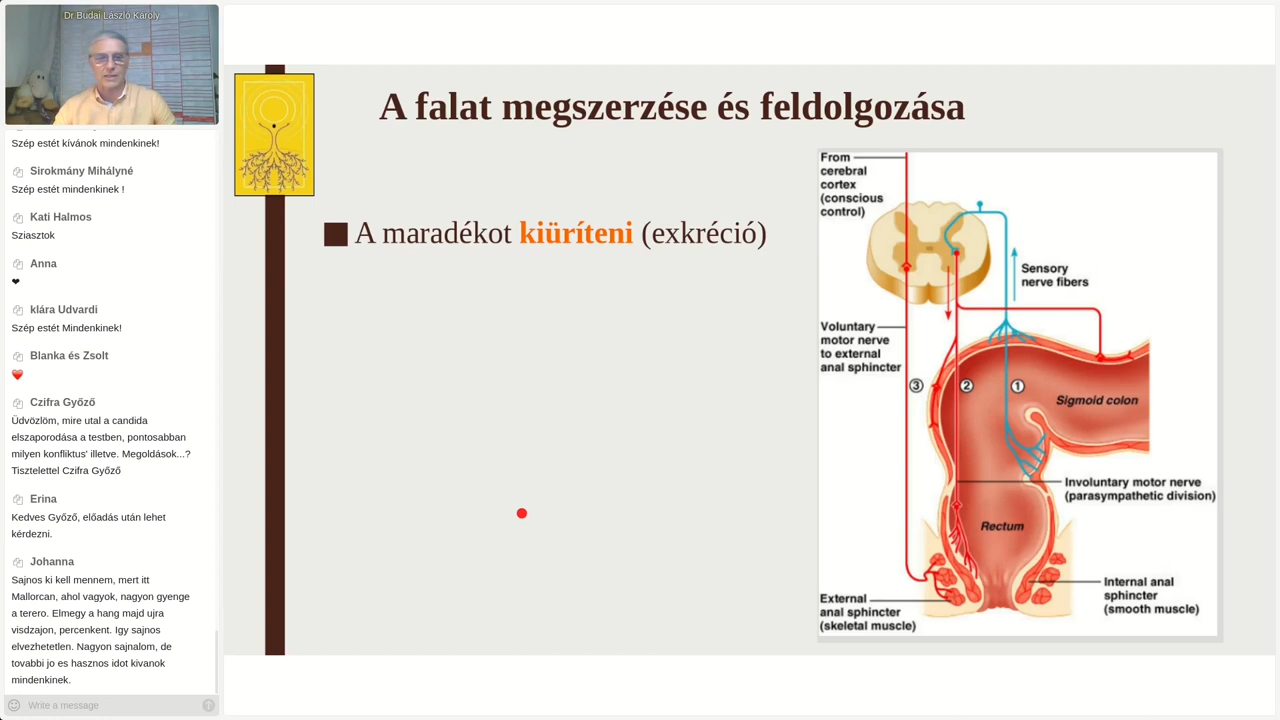 Dr Budai László Károly
Szép estét kívánok mindenkinek!
Sirokmány Mihályné
Szép estét mindenkinek !
Kati Halmos
Sziasztok
Anna
❤
klára Udvardi
Szép estét Mindenkinek!
Blanka és Zsolt
❤️
Czifra Győző
Üdvözlöm, mire utal a candida
elszaporodása a testben, pontosabban
milyen konfliktus' illetve. Megoldások...?
Tisztelettel Czifra Győző
Erina
Kedves Győző, előadás után lehet
kérdezni.
Johanna
Sajnos ki kell mennem, mert itt
Mallorcan, ahol vagyok, nagyon gyenge
a terero. Elmegy a hang majd ujra
visdzajon, percenkent. Igy sajnos
elvezhetetlen. Nagyon sajnalom, de
tovabbi jo es hasznos idot kivanok
mindenkinek.
Write a message
A falat megszerzése és feldolgozása
■ A maradékot kiüríteni (exkréció)
From
cerebral
cortex
(conscious
control)
Sensory
nerve fibers
Voluntary
motor nerve
to external
anal sphincter
③ ② ①
Sigmoid colon
Involuntary motor nerve
(parasympathetic division)
Rectum
External
anal sphincter
(skeletal muscle)
Internal anal
sphincter
(smooth muscle)